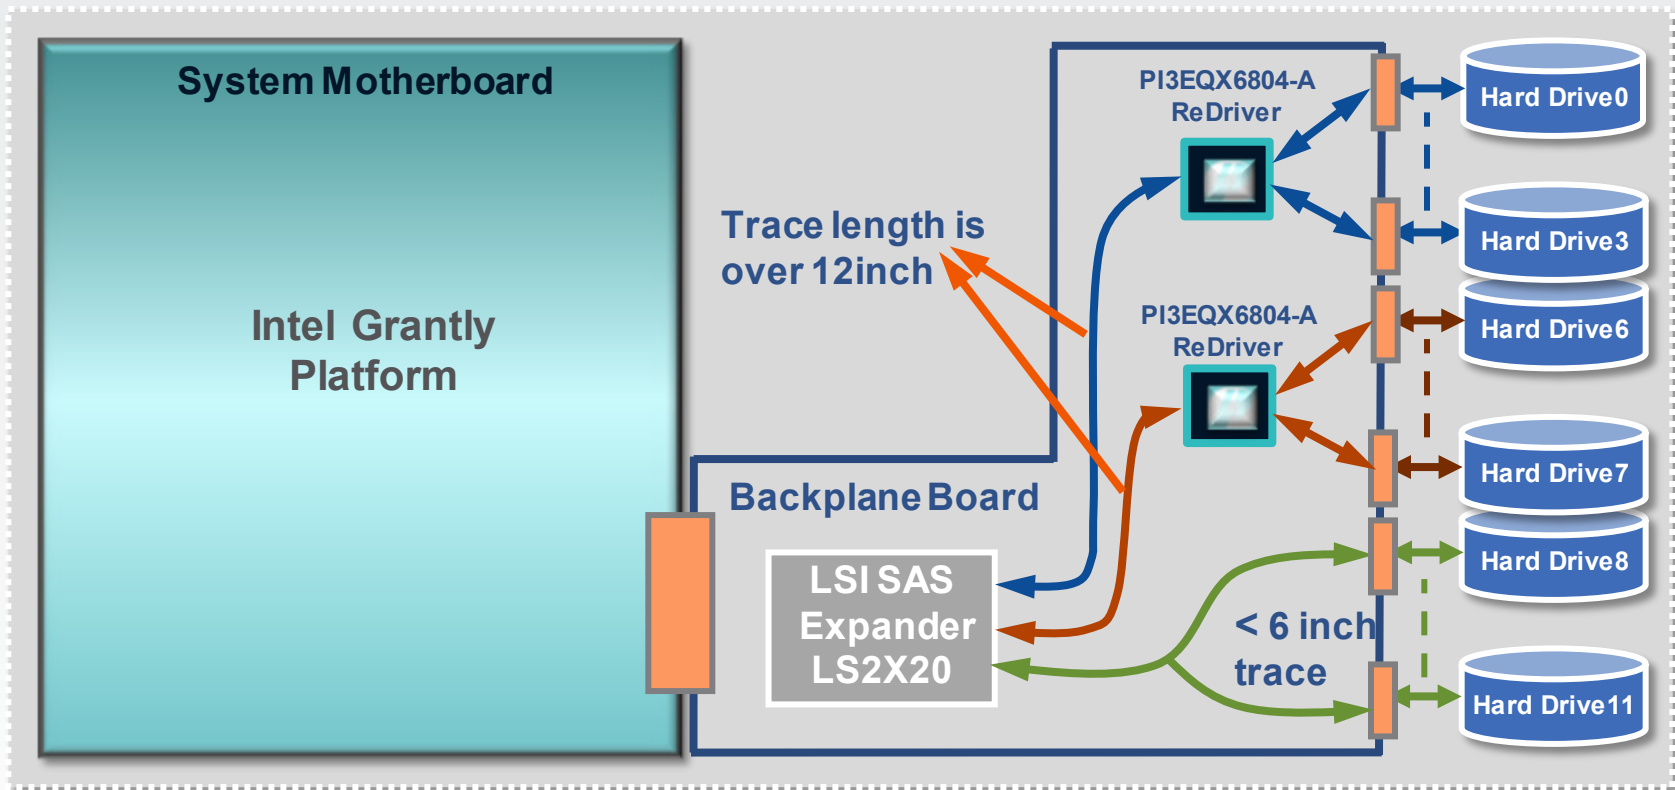 System Motherboard
Intel Grantly
Platform
Trace length is
over 12inch
Backplane Board
LSI SAS
Expander
LS2X20
PI3EQX6804-A
ReDriver
PI3EQX6804-A
ReDriver
< 6 inch
trace
Hard Drive0
Hard Drive3
Hard Drive6
Hard Drive7
Hard Drive8
Hard Drive11